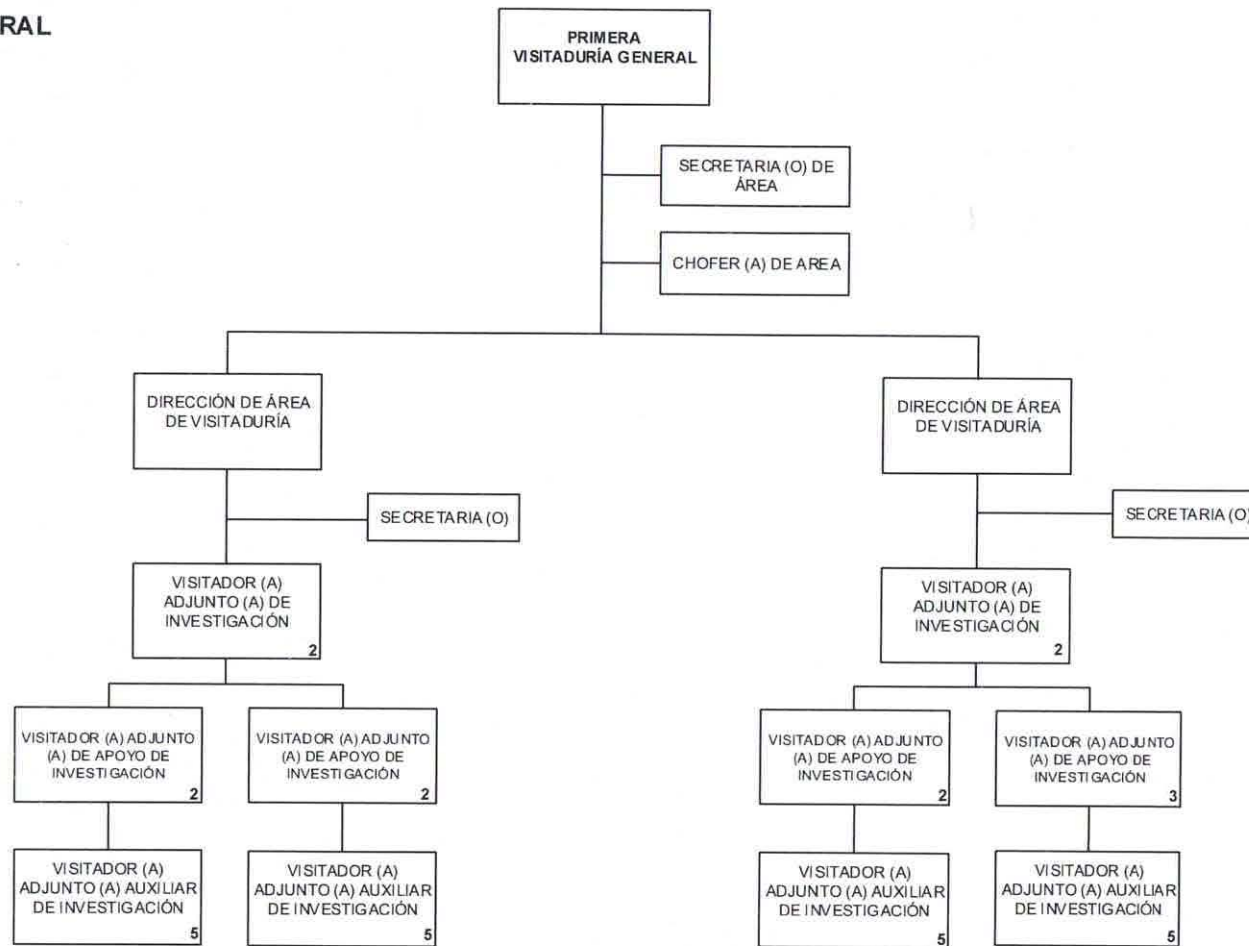 RAL
PRIMERA
VISITADURÍA GENERAL
SECRETARIA (O) DE
ÁREA
CHOFER (A) DE AREA
DIRECCIÓN DE ÁREA
DE VISITADURÍA
SECRETARIA (O)
VISITADOR (A)
ADJUNTO (A) DE
INVESTIGACIÓN
2
VISITADOR (A) ADJUNTO
(A) DE APOYO DE
INVESTIGACIÓN
2
VISITADOR (A) ADJUNTO
(A) DE APOYO DE
INVESTIGACIÓN
2
VISITADOR (A)
ADJUNTO (A) AUXILIAR
DE INVESTIGACIÓN
5
VISITADOR (A)
ADJUNTO (A) AUXILIAR
DE INVESTIGACIÓN
5
DIRECCIÓN DE ÁREA
DE VISITADURÍA
SECRETARIA (O)
VISITADOR (A)
ADJUNTO (A) DE
INVESTIGACIÓN
2
VISITADOR (A) ADJUNTO
(A) DE APOYO DE
INVESTIGACIÓN
2
VISITADOR (A) ADJUNTO
(A) DE APOYO DE
INVESTIGACIÓN
3
VISITADOR (A)
ADJUNTO (A) AUXILIAR
DE INVESTIGACIÓN
5
VISITADOR (A)
ADJUNTO (A) AUXILIAR
DE INVESTIGACIÓN
5